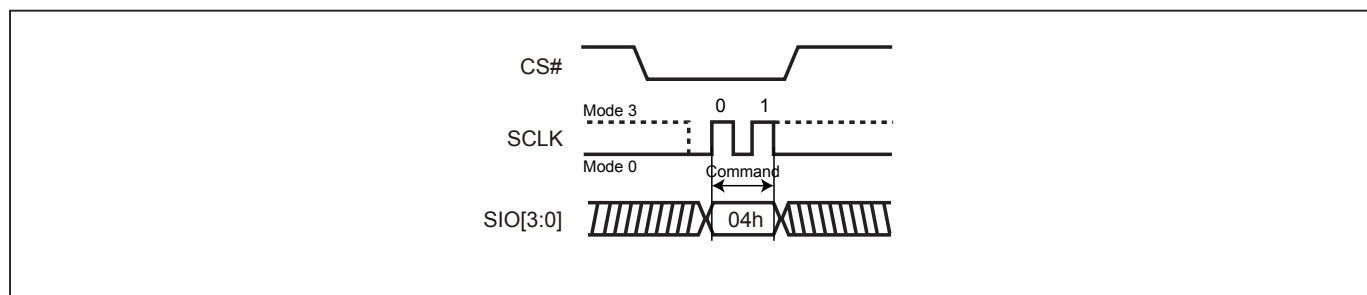 CS#
Mode 3
0 1
SCLK
Mode 0
Command
SIO[3:0]
04h